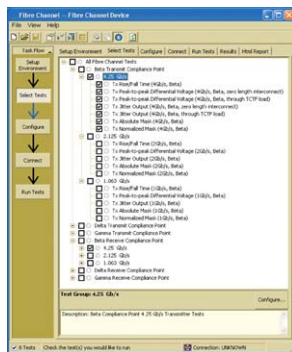 Fibre Channel -- Fibre Channel Device
File View Help
Task Flow
Setup Environment
Select Tests
Configure
Connect
Run Tests
Setup Environment Select Tests Configure Connect Run Tests Results Html Report
All Fibre Channel Tests
Beta Transmit Compliance Point
4.25 Gb/s
Tx Rise/Fall Time (4Gb/s, Beta)
Tx Peak-to-peak Differential Voltage (4Gb/s, Beta, zero length interconnect)
Tx Peak-to-peak Differential Voltage (4Gb/s, Beta, through TCTF load)
Tx Jitter Output (4Gb/s, Beta, zero length interconnect)
Tx Jitter Output (4Gb/s, Beta, through TCTF load)
Tx Absolute Mask (4Gb/s, Beta)
Tx Normalized Mask (4Gb/s, Beta)
2.125 Gb/s
Tx Rise/Fall Time (2Gb/s, Beta)
Tx Peak-to-peak Differential Voltage (2Gb/s, Beta)
Tx Jitter Output (2Gb/s, Beta)
Tx Absolute Mask (2Gb/s, Beta)
Tx Normalized Mask (2Gb/s, Beta)
1.063 Gb/s
Tx Rise/Fall Time (1Gb/s, Beta)
Tx Peak-to-peak Differential Voltage (1Gb/s, Beta)
Tx Jitter Output (1Gb/s, Beta)
Tx Absolute Mask (1Gb/s, Beta)
Tx Normalized Mask (1Gb/s, Beta)
Delta Transmit Compliance Point
Gamma Transmit Compliance Point
Beta Receive Compliance Point
4.25 Gb/s
2.125 Gb/s
1.063 Gb/s
Delta Receive Compliance Point
Gamma Receive Compliance Point
Test Group: 4.25 Gb/s
Configure...
Description: Beta Compliance Point 4.25 Gb/s Transmitter Tests
6 Tests Check the test(s) you would like to run Connection: UNKNOWN